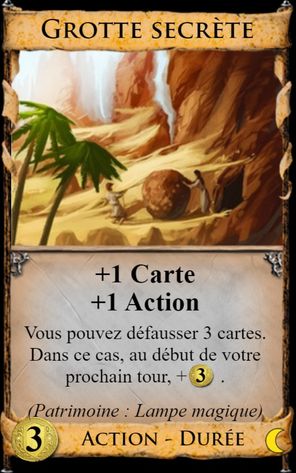 GROTTE SECRÈTE
+1 Carte
+1 Action
Vous pouvez défausser 3 cartes.
Dans ce cas, au début de votre
prochain tour, +3 .
(Patrimoine : Lampe magique)
3 ACTION - DURÉE